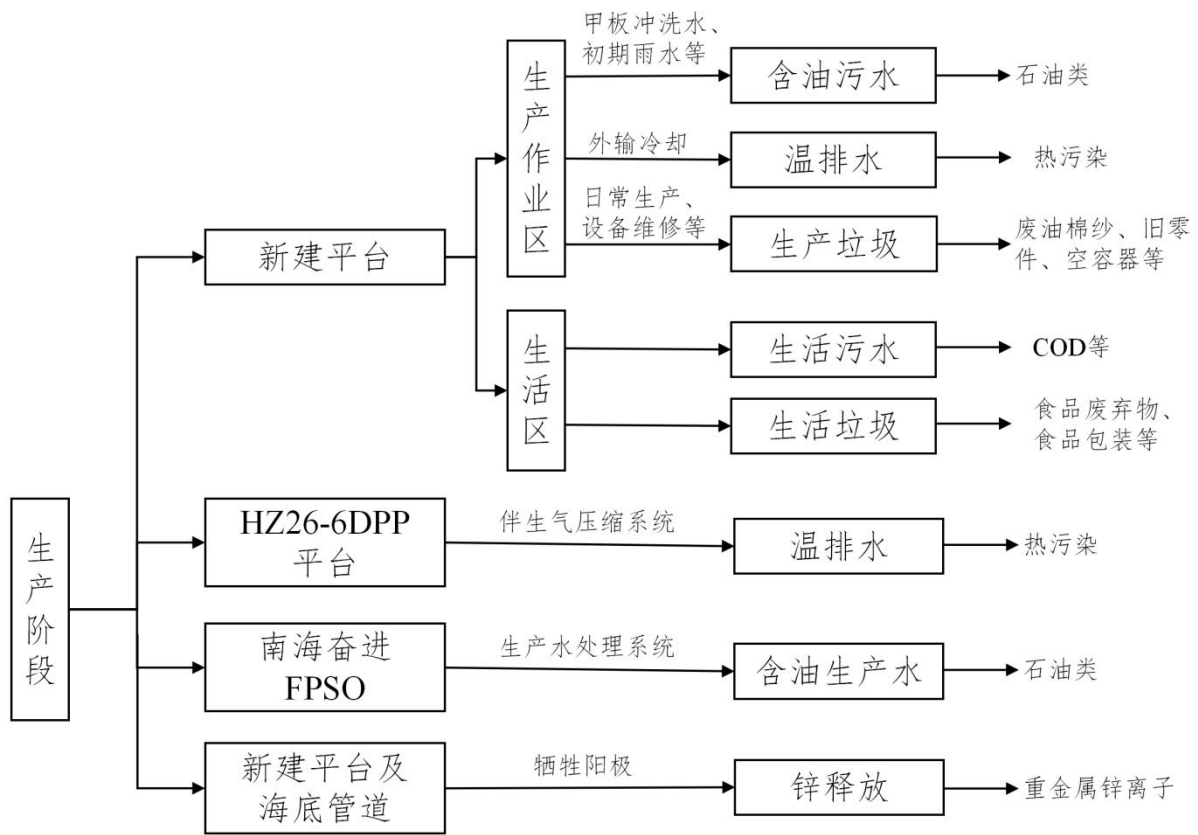 生产阶段
新建平台
生产作业区
甲板冲洗水、
初期雨水等
含油污水
石油类
外输冷却
温排水
热污染
日常生产、
设备维修等
生产垃圾
废油棉纱、旧零
件、空容器等
生活区
生活污水
COD等
生活垃圾
食品废弃物、
食品包装等
HZ26-6DPP
平台
伴生气压缩系统
温排水
热污染
南海奋进
FPSO
生产水处理系统
含油生产水
石油类
新建平台及
海底管道
牺牲阳极
锌释放
重金属锌离子